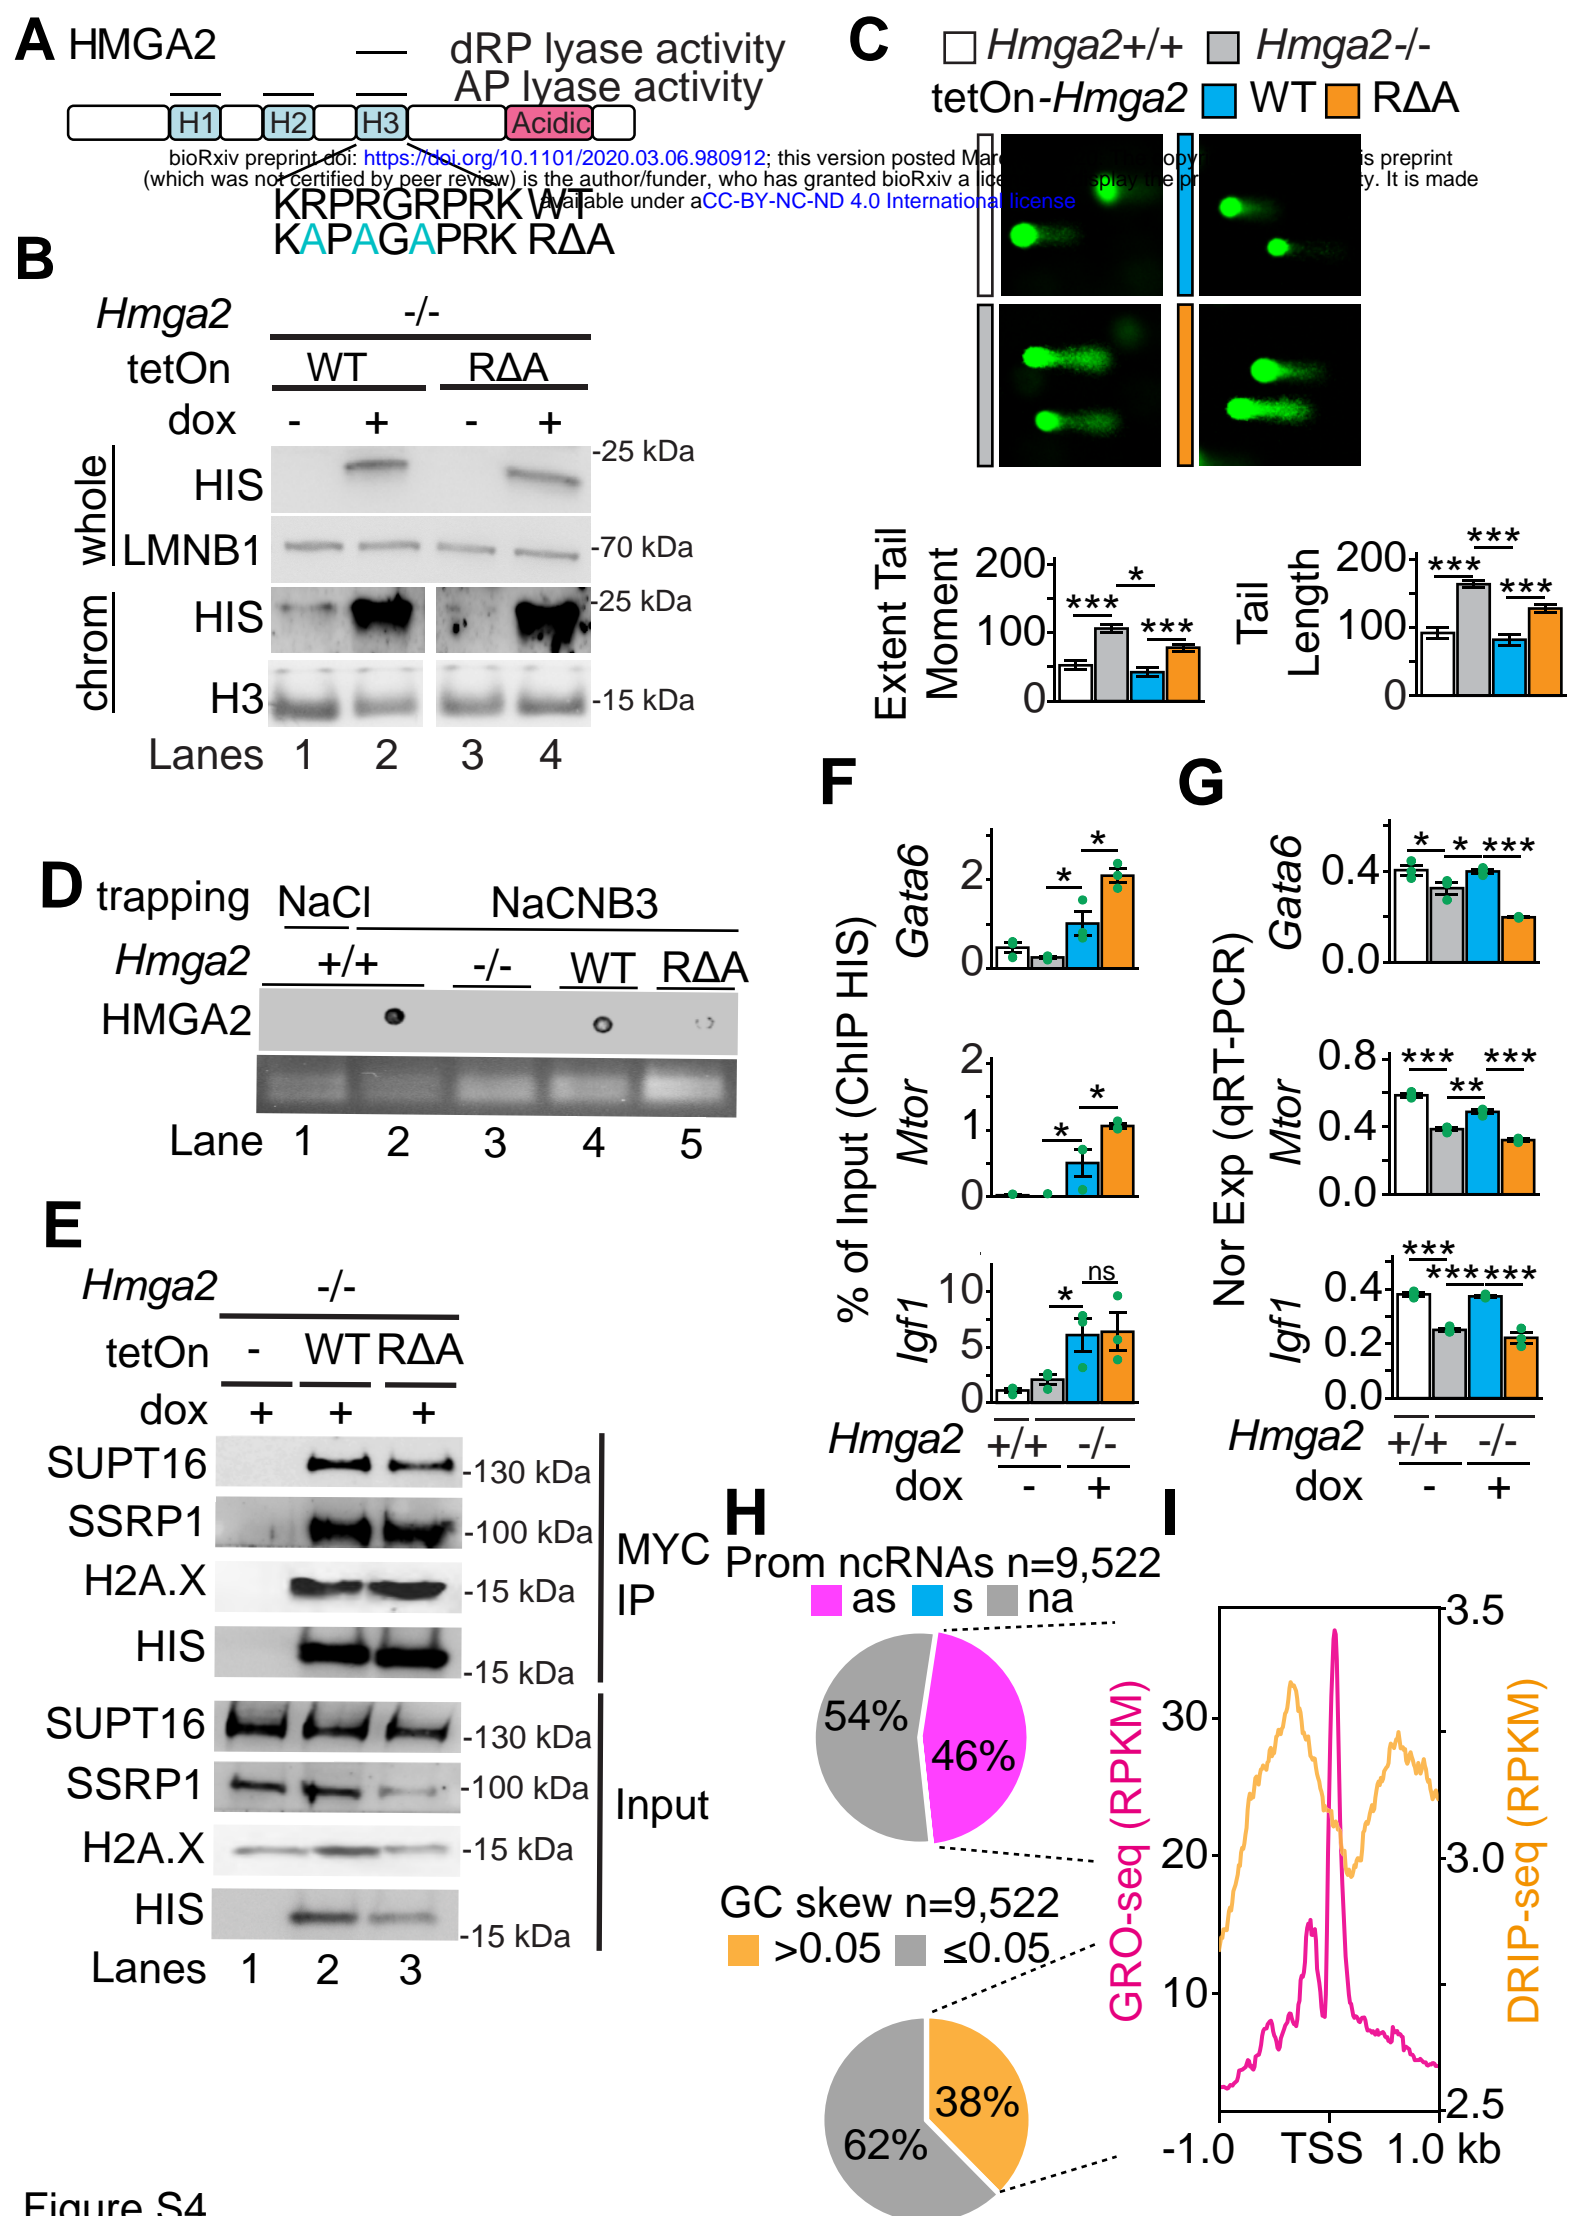 A HMGA2
dRP lyase activity
AP lyase activity
H1 H2 H3 Acidic
bioRxiv preprint doi: https://doi.org/10.1101/2020.03.06.980912; this version posted
is preprint
(which was not certified by peer review) is the author/funder, who has granted bioRxiv a
ty. It is made
available under aCC-BY-NC-ND 4.0 International license
KRPRGRPRK WT
KAPAGAPRK RΔA
B
Hmga2 -/-
tetOn WT RΔA
dox - + - +
whole
HIS -25 kDa
LMNB1 -70 kDa
chrom
HIS -25 kDa
H3 -15 kDa
Lanes 1 2 3 4
C
Hmga2+/+ Hmga2-/-
tetOn-Hmga2 WT RΔA
Extent Tail
Moment
200
100
0
*** * ***
Tail
Length
200
100
0
*** *** ***
D
trapping NaCl NaCNB3
Hmga2 +/+ -/- WT RΔA
HMGA2
Lane 1 2 3 4 5
E
Hmga2 -/-
tetOn - WT RΔA
dox + + +
SUPT16 -130 kDa
SSRP1 -100 kDa
H2A.X -15 kDa
HIS -15 kDa
MYC
IP
SUPT16 -130 kDa
SSRP1 -100 kDa
H2A.X -15 kDa
HIS -15 kDa
Input
Lanes 1 2 3
F
% of Input (ChIP HIS)
Gata6
2
0
* *
Mtor
2
1
0
* *
Igf1
10
5
0
* ns
Hmga2 +/+ -/-
dox - +
G
Nor Exp (qRT-PCR)
Gata6
0.4
0.0
* * ***
Mtor
0.8
0.4
0.0
*** ** ***
Igf1
0.4
0.2
0.0
*** *** ***
Hmga2 +/+ -/-
dox - +
H
Prom ncRNAs n=9,522
as s na
54%
46%
GC skew n=9,522
>0.05 ≤0.05
38%
62%
I
GRO-seq (RPKM)
30
20
10
DRIP-seq (RPKM)
3.5
3.0
2.5
-1.0 TSS 1.0 kb
Figure S4